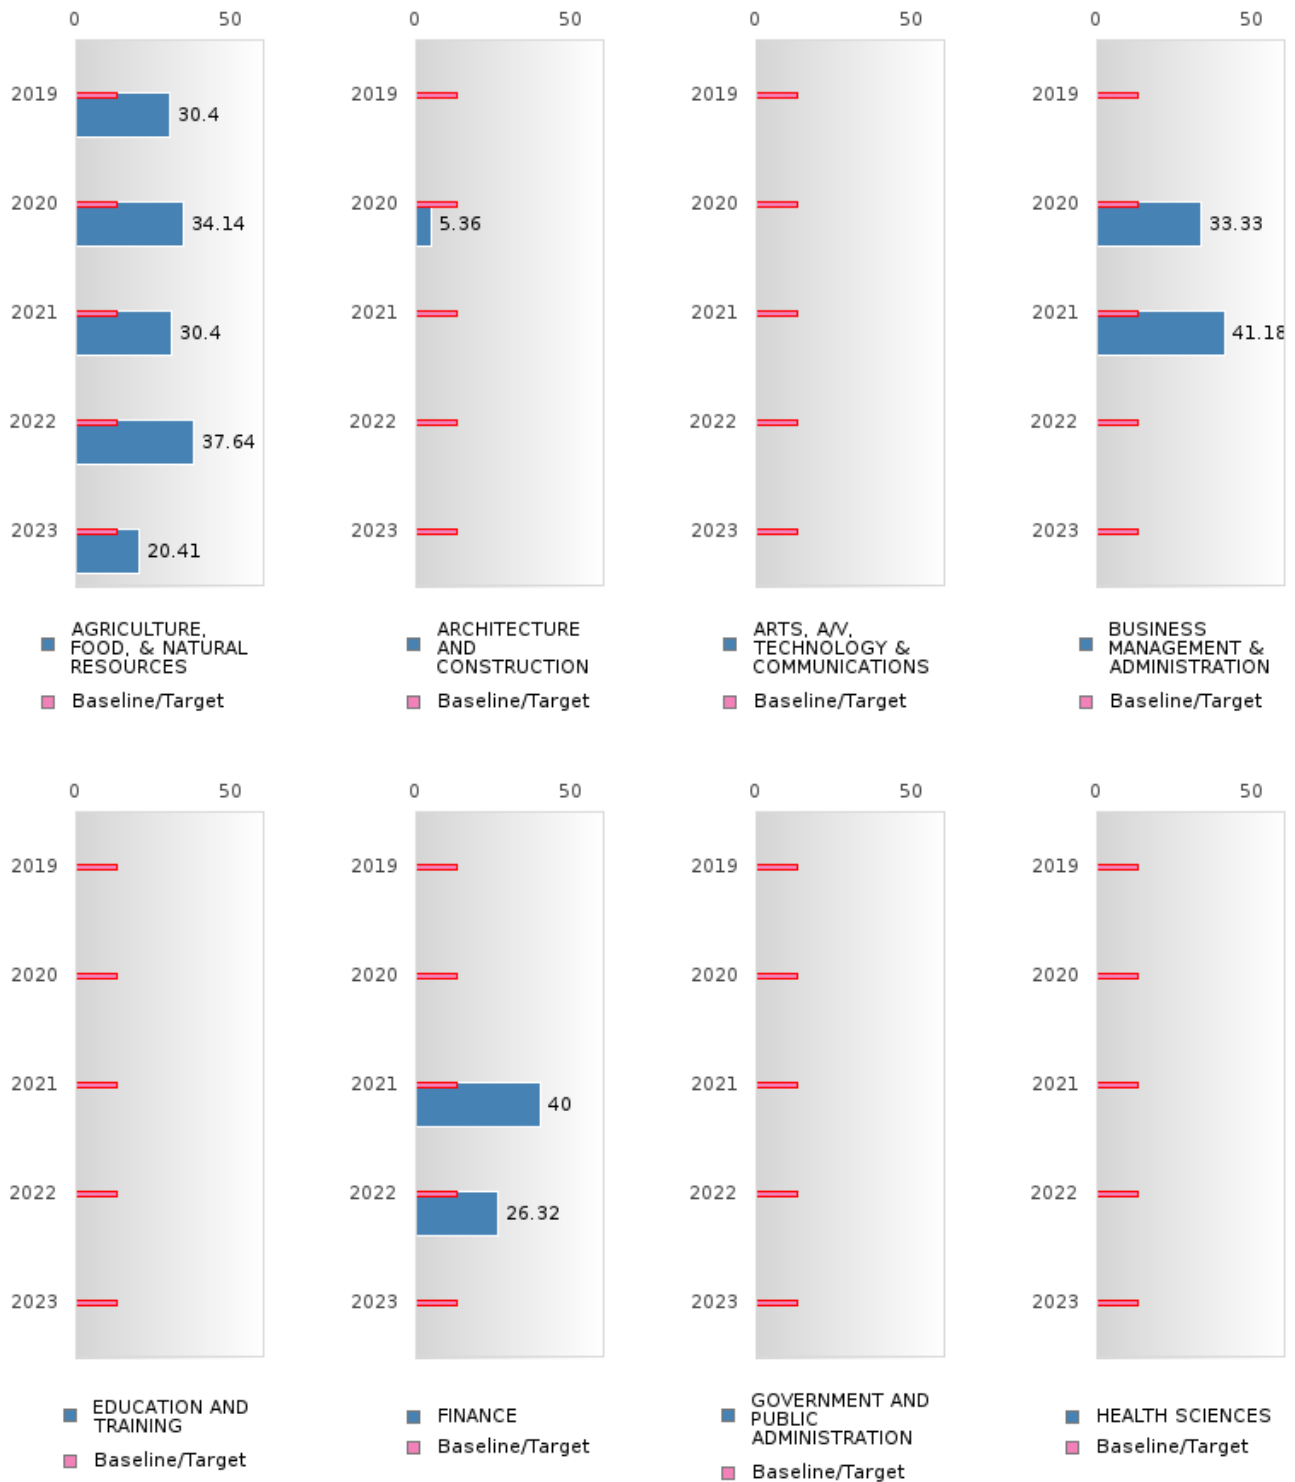 0 50
2019
30.4
2020
34.14
2021
30.4
2022
37.64
2023
20.41
AGRICULTURE,
FOOD, & NATURAL
RESOURCES
Baseline/Target
0 50
2019
2020
5.36
2021
2022
2023
ARCHITECTURE
AND
CONSTRUCTION
Baseline/Target
0 50
2019
2020
2021
2022
2023
ARTS, A/V,
TECHNOLOGY &
COMMUNICATIONS
Baseline/Target
0 50
2019
2020
33.33
2021
41.18
2022
2023
BUSINESS
MANAGEMENT &
ADMINISTRATION
Baseline/Target
0 50
2019
2020
2021
2022
2023
EDUCATION AND
TRAINING
Baseline/Target
0 50
2019
2020
2021
40
2022
26.32
2023
FINANCE
Baseline/Target
0 50
2019
2020
2021
2022
2023
GOVERNMENT AND
PUBLIC
ADMINISTRATION
Baseline/Target
0 50
2019
2020
2021
2022
2023
HEALTH SCIENCES
Baseline/Target